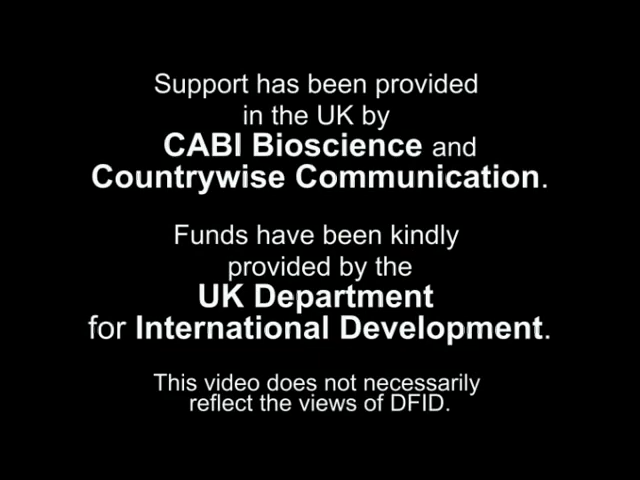 Support has been provided
in the UK by
CABI Bioscience and
Countrywise Communication.
Funds have been kindly
provided by the
UK Department
for International Development.
This video does not necessarily
reflect the views of DFID.